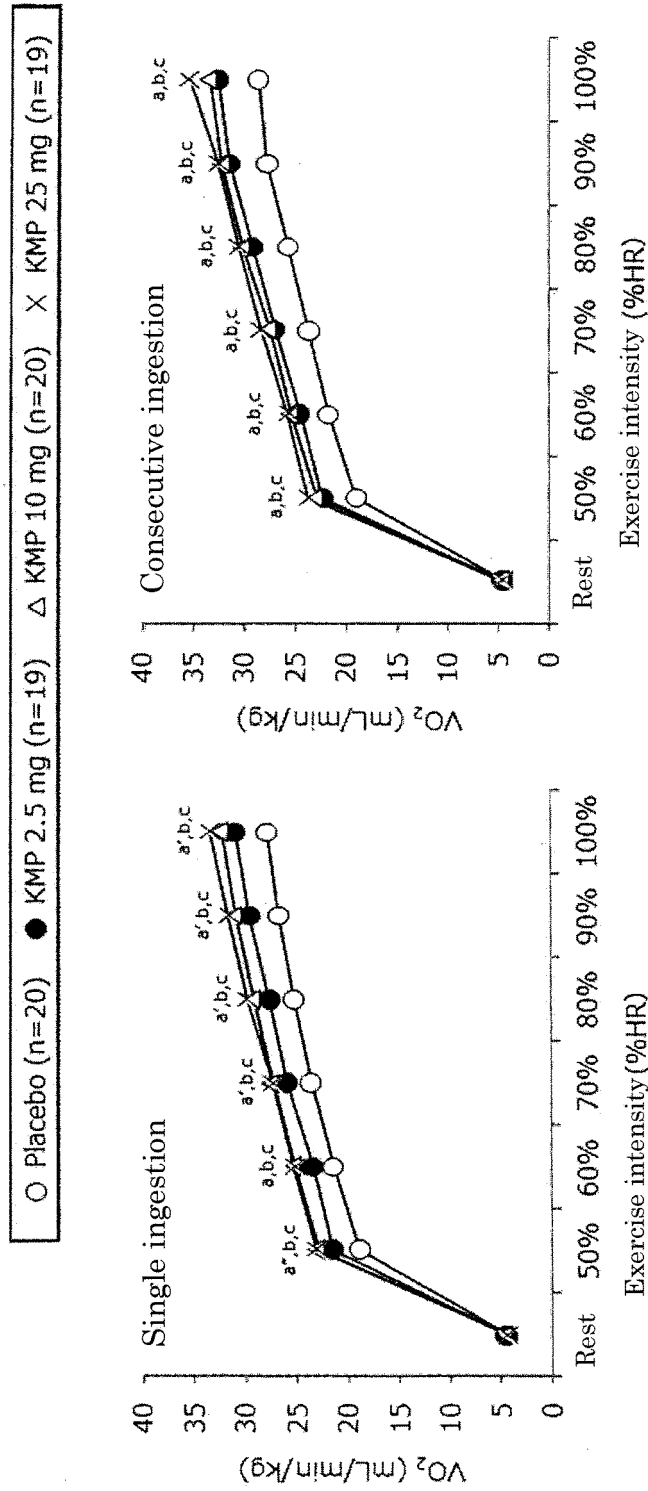 ○ Placebo (n=20) ● KMP 2.5 mg (n=19) △ KMP 10 mg (n=20) × KMP 25 mg (n=19)
Single ingestion
VO₂ (mL/min/kg)
40
35
30
25
20
15
10
5
0
a″,b,c
a,b,c
a′,b,c
a′,b,c
a′,b,c
a′,b,c
Rest 50% 60% 70% 80% 90% 100%
Exercise intensity(%HR)
Consecutive ingestion
VO₂ (mL/min/kg)
40
35
30
25
20
15
10
5
0
a,b,c
a,b,c
a,b,c
a,b,c
a,b,c
a,b,c
Rest 50% 60% 70% 80% 90% 100%
Exercise intensity (%HR)